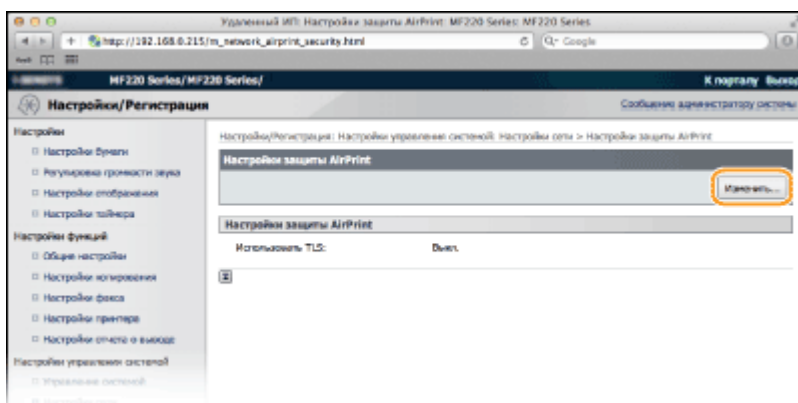 Удаленный ИП: Настройки защиты AirPrint: MF220 Series: MF220 Series
http://192.168.0.215/m_network_airprint_security.html
Google
MF220 Series/MF220 Series/
К порталу Выход
Настройки/Регистрация
Сообщение администратору системы
Настройки/Регистрация: Настройки управления системой: Настройки сети > Настройки защиты AirPrint
Настройки
Настройки бумаги
Регулировка громкости звука
Настройки отображения
Настройки таймера
Настройки функций
Общие настройки
Настройки копирования
Настройки факса
Настройки принтера
Настройки отчета о выводе
Настройки управления системой
Управление системой
Настройки защиты AirPrint
Изменить...
Настройки защиты AirPrint
Использовать TLS: Выкл.